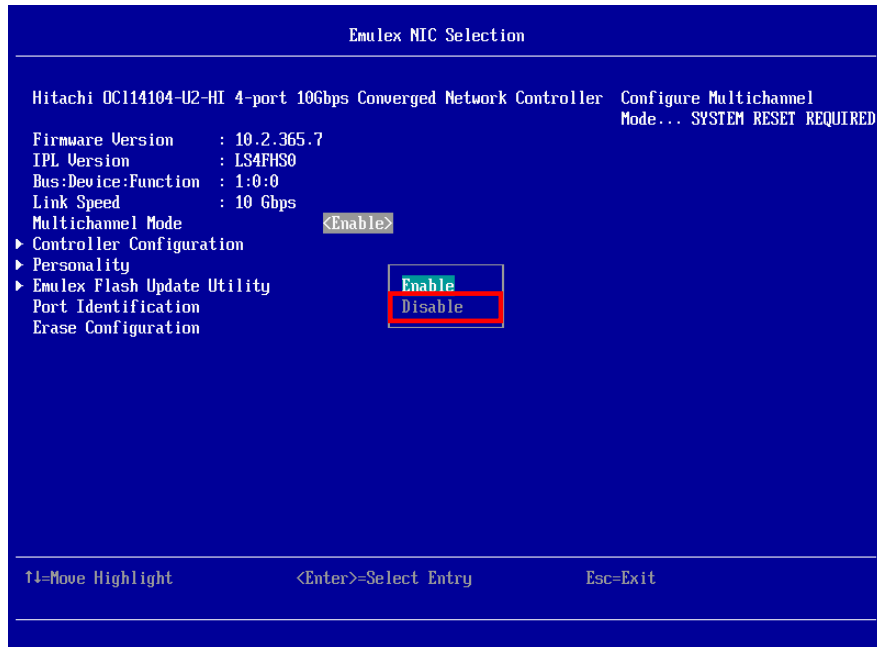 Emulex NIC Selection
Hitachi OCl14104-U2-HI 4-port 10Gbps Converged Network Controller
Configure Multichannel
Mode... SYSTEM RESET REQUIRED
Firmware Version : 10.2.365.7
IPL Version : LS4FHS0
Bus:Device:Function : 1:0:0
Link Speed : 10 Gbps
Multichannel Mode <Enable>
▶ Controller Configuration
▶ Personality
▶ Emulex Flash Update Utility
Port Identification
Erase Configuration
Enable
Disable
↑↓=Move Highlight <Enter>=Select Entry Esc=Exit